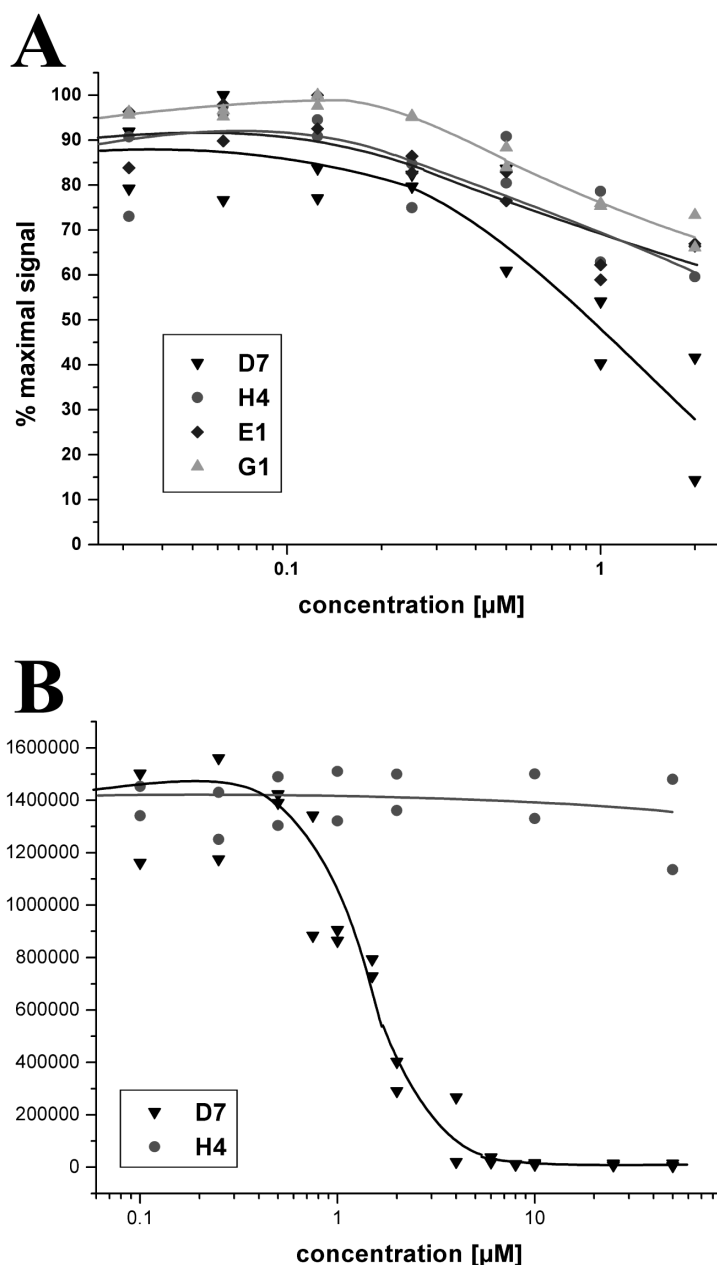 A
% maximal signal
100
90
80
70
60
50
40
30
20
10
0
D7
H4
E1
G1
0.1
1
concentration [µM]
B
1600000
1400000
1200000
1000000
800000
600000
400000
200000
0
D7
H4
0.1
1
10
concentration [µM]